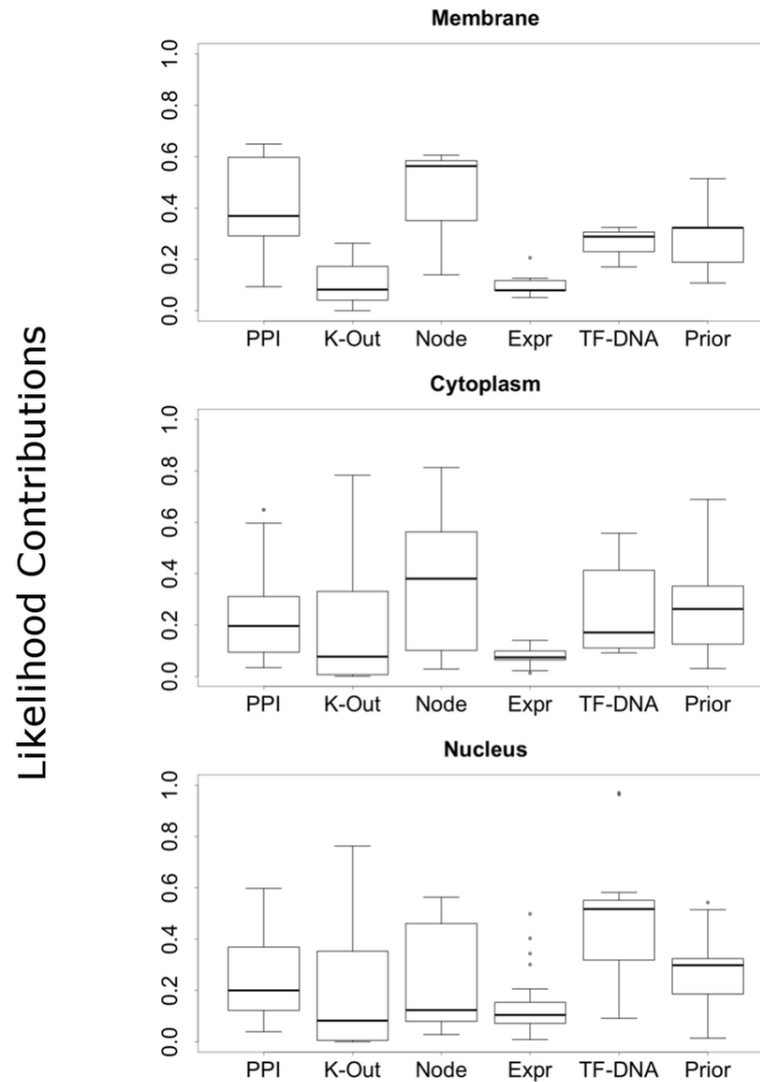 Likelihood Contributions
Membrane
1.0
0.8
0.6
0.4
0.2
0.0
PPI K-Out Node Expr TF-DNA Prior
Cytoplasm
1.0
0.8
0.6
0.4
0.2
0.0
PPI K-Out Node Expr TF-DNA Prior
Nucleus
1.0
0.8
0.6
0.4
0.2
0.0
PPI K-Out Node Expr TF-DNA Prior